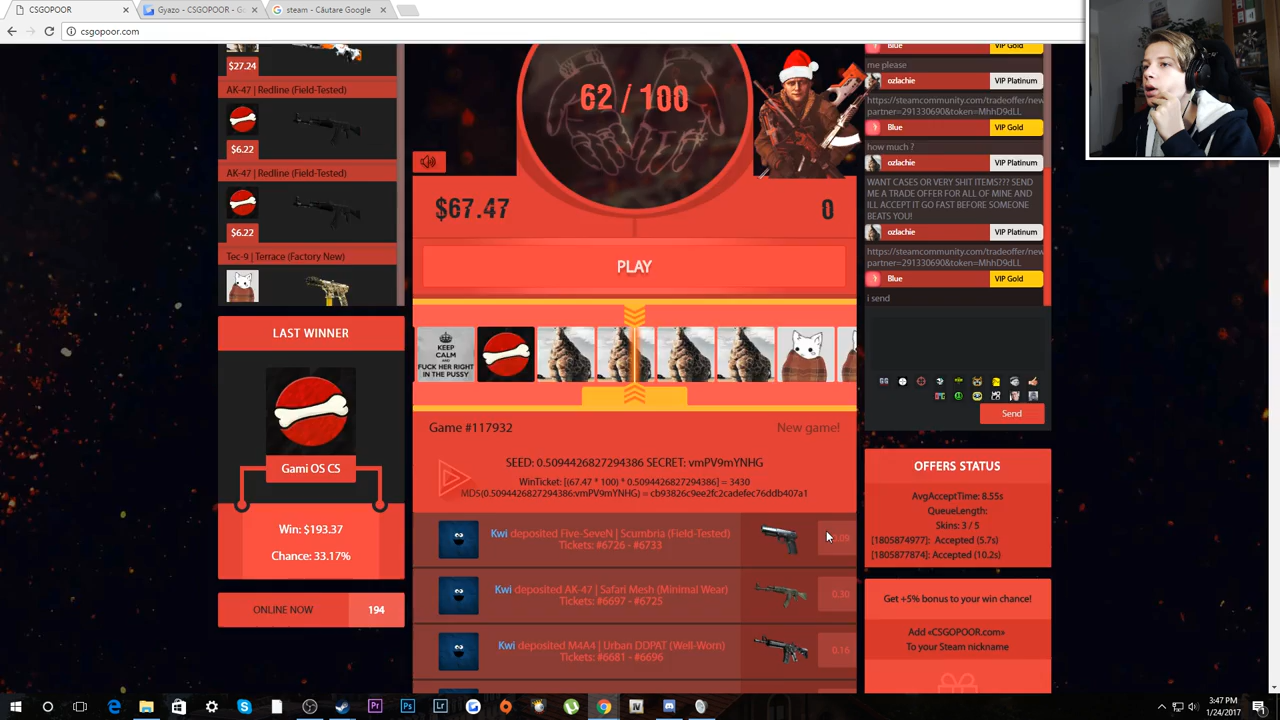 CSGOPOOR
Gyazo - CSGOPOOR - G
steam - Căutare Google
csgopoor.com
$27.24
AK-47 | Redline (Field-Tested)
$6.22
AK-47 | Redline (Field-Tested)
$6.22
Tec-9 | Terrace (Factory New)
LAST WINNER
Gami OS CS
Win: $193.37
Chance: 33.17%
ONLINE NOW
194
62 / 100
$67.47
0
PLAY
KEEP
CALM
AND
FUCK HER RIGHT
IN THE PUSSY
Game #117932
New game!
SEED: 0.5094426827294386 SECRET: vmPV9mYNHG
WinTicket: [(67.47 * 100) * 0.5094426827294386] = 3430
MD5(0.5094426827294386:vmPV9mYNHG) = cb93826c9ee2fc2cadefec76ddb407a1
Kwi deposited Five-SeveN | Scumbria (Field-Tested)
Tickets: #6726 - #6733
0.09
Kwi deposited AK-47 | Safari Mesh (Minimal Wear)
Tickets: #6697 - #6725
0.30
Kwi deposited M4A4 | Urban DDPAT (Well-Worn)
Tickets: #6681 - #6696
0.16
Blue
VIP Gold
me please
ozlachie
VIP Platinum
https://steamcommunity.com/tradeoffer/new
partner=291330690&token=MhhD9dLL
Blue
VIP Gold
how much ?
ozlachie
VIP Platinum
WANT CASES OR VERY SHIT ITEMS??? SEND
ME A TRADE OFFER FOR ALL OF MINE AND
ILL ACCEPT IT GO FAST BEFORE SOMEONE
BEATS YOU!
ozlachie
VIP Platinum
https://steamcommunity.com/tradeoffer/new
partner=291330690&token=MhhD9dLL
Blue
VIP Gold
i send
Send
OFFERS STATUS
AvgAcceptTime: 8.55s
QueueLength:
Skins: 3 / 5
[1805874977]: Accepted (5.7s)
[1805877874]: Accepted (10.2s)
Get +5% bonus to your win chance!
Add «CSGOPOOR.com»
To your Steam nickname
3:47 PM
1/24/2017